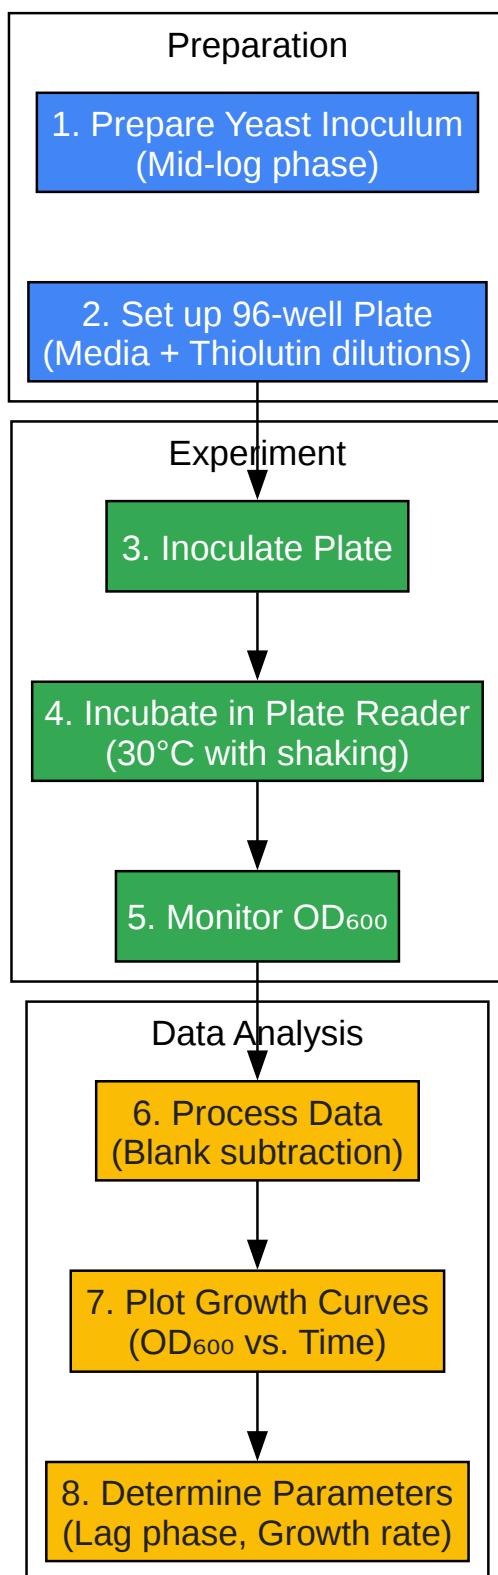 Preparation
1. Prepare Yeast Inoculum
(Mid-log phase)
2. Set up 96-well Plate
(Media + Thiolutin dilutions)
Experiment
3. Inoculate Plate
4. Incubate in Plate Reader
(30°C with shaking)
5. Monitor OD₆₀₀
Data Analysis
6. Process Data
(Blank subtraction)
7. Plot Growth Curves
(OD₆₀₀ vs. Time)
8. Determine Parameters
(Lag phase, Growth rate)